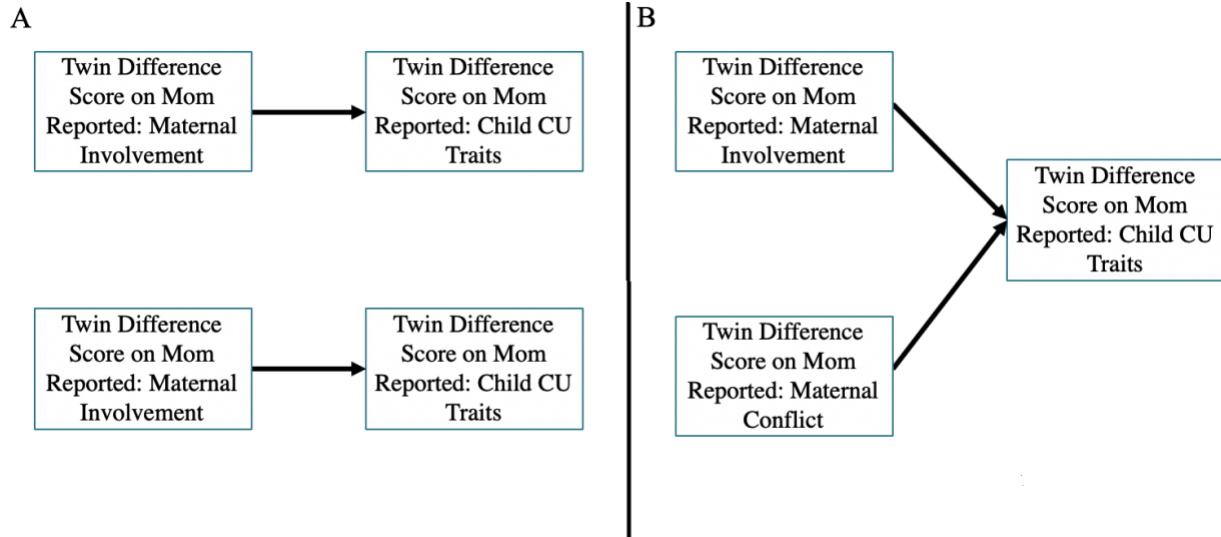 A
Twin Difference
Score on Mom
Reported: Maternal
Involvement
Twin Difference
Score on Mom
Reported: Child CU
Traits
Twin Difference
Score on Mom
Reported: Maternal
Involvement
Twin Difference
Score on Mom
Reported: Child CU
Traits
B
Twin Difference
Score on Mom
Reported: Maternal
Involvement
Twin Difference
Score on Mom
Reported: Child CU
Traits
Twin Difference
Score on Mom
Reported: Maternal
Conflict